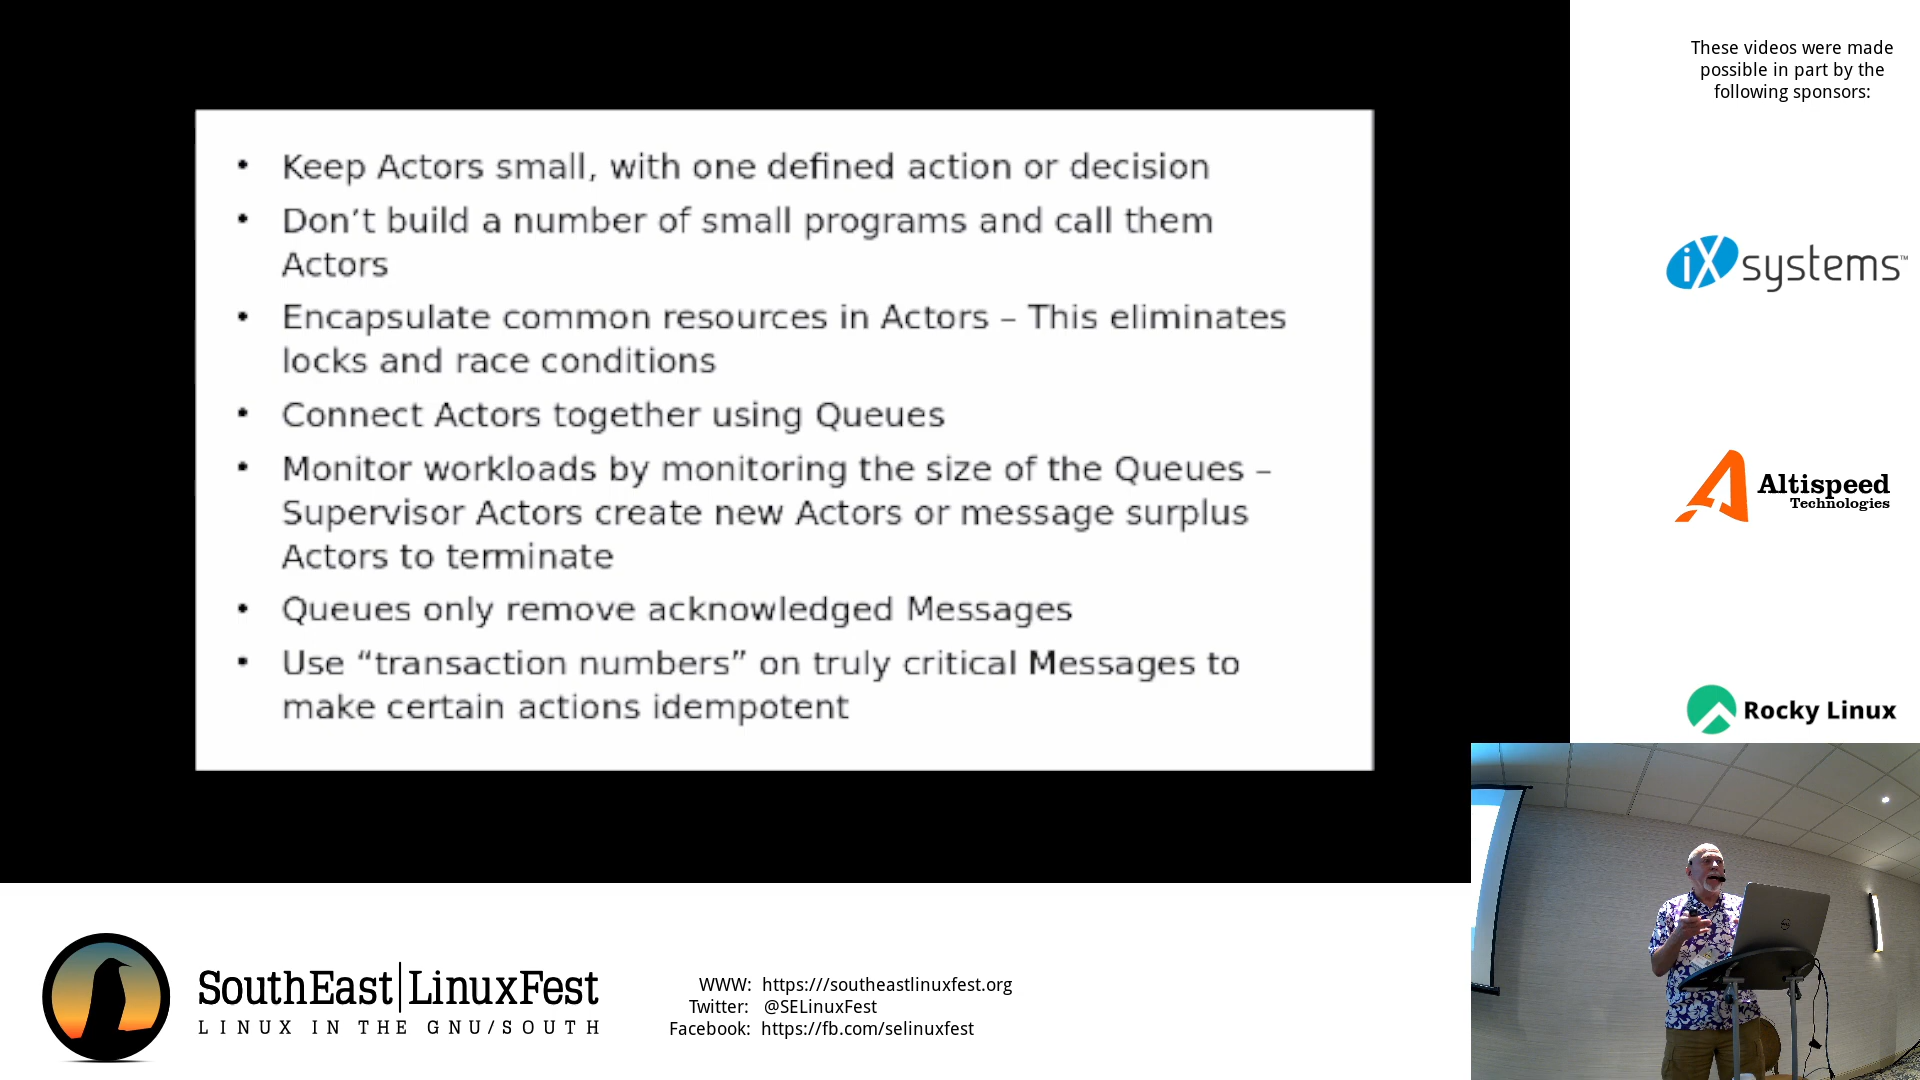 • Keep Actors small, with one defined action or decision
• Don’t build a number of small programs and call them
Actors
• Encapsulate common resources in Actors – This eliminates
locks and race conditions
• Connect Actors together using Queues
• Monitor workloads by monitoring the size of the Queues –
Supervisor Actors create new Actors or message surplus
Actors to terminate
• Queues only remove acknowledged Messages
• Use “transaction numbers” on truly critical Messages to
make certain actions idempotent
These videos were made
possible in part by the
following sponsors:
iXsystems™
Altispeed
Technologies
Rocky Linux
SouthEast|LinuxFest
LINUX IN THE GNU/SOUTH
WWW: https:///southeastlinuxfest.org
Twitter: @SELinuxFest
Facebook: https://fb.com/selinuxfest
DELL